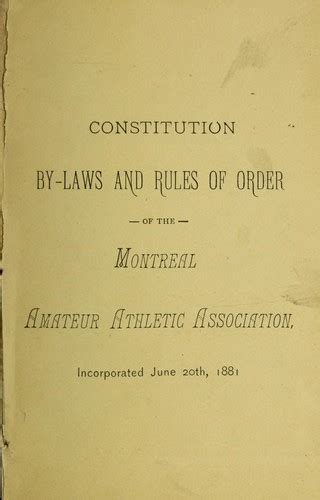 CONSTITUTION
BY-LAWS AND RULES OF ORDER
— OF THE —
MONTREAL
AMATEUR ATHLETIC ASSOCIATION,
Incorporated June 20th, 1881